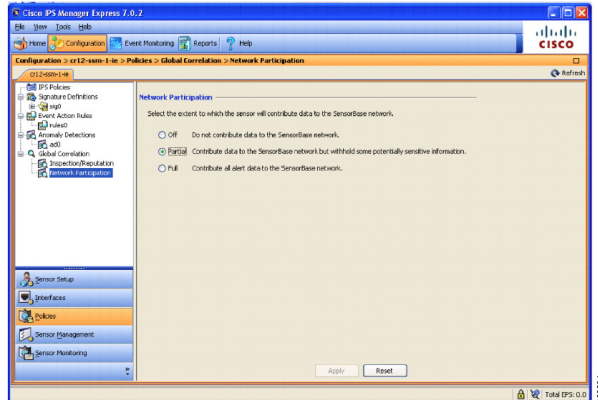 Cisco IPS Manager Express 7.0.2
File View Tools Help
Home Configuration Event Monitoring Reports Help
CISCO
Configuration > cr12-ssm-1-ie > Policies > Global Correlation > Network Participation
cr12-ssm-1-ie
Refresh
IPS Policies
Signature Definitions
sig0
Event Action Rules
rules0
Anomaly Detections
ad0
Global Correlation
Inspection/Reputation
Network Participation
Network Participation
Select the extent to which the sensor will contribute data to the SensorBase network.
Off Do not contribute data to the SensorBase network.
Partial Contribute data to the SensorBase network but withhold some potentially sensitive information.
Full Contribute all alert data to the SensorBase network.
Sensor Setup
Interfaces
Policies
Sensor Management
Sensor Monitoring
Apply Reset
Total EPS: 0.0